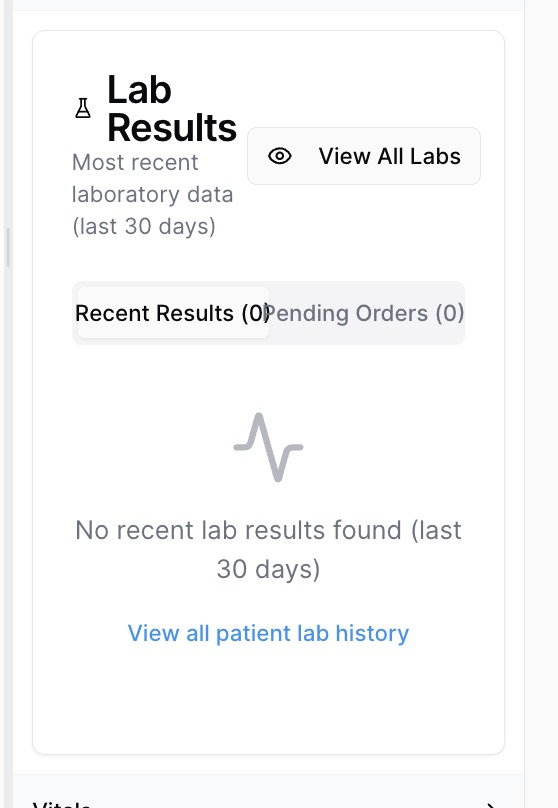 Lab
Results
Most recent
laboratory data
(last 30 days)
View All Labs
Recent Results (0)
Pending Orders (0)
No recent lab results found (last
30 days)
View all patient lab history
Vitals